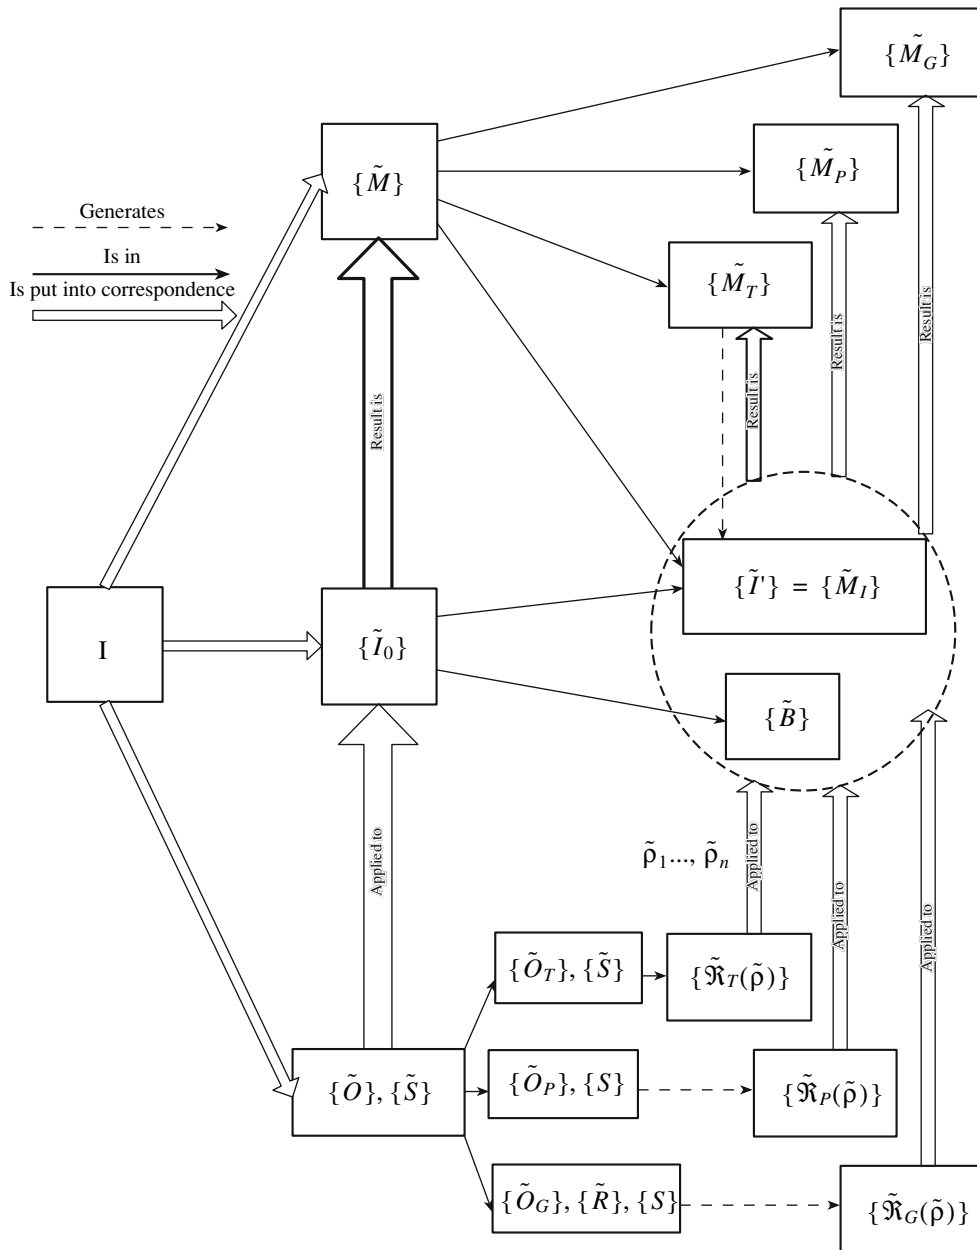 {M̃_G}
{M̃}
{M̃_P}
Generates
Is in
Is put into correspondence
{M̃_T}
Result is
Result is
Result is
Result is
{Ĩ'} = {M̃_I}
I
{Ĩ_0}
{B̃}
Applied to
ρ̃_1..., ρ̃_n
Applied to
Applied to
Applied to
{Õ_T}, {S̃}
{ℜ̃_T(ρ̃)}
{Õ}, {S̃}
{Õ_P}, {S}
{ℜ̃_P(ρ̃)}
{Õ_G}, {R̃}, {S}
{ℜ̃_G(ρ̃)}